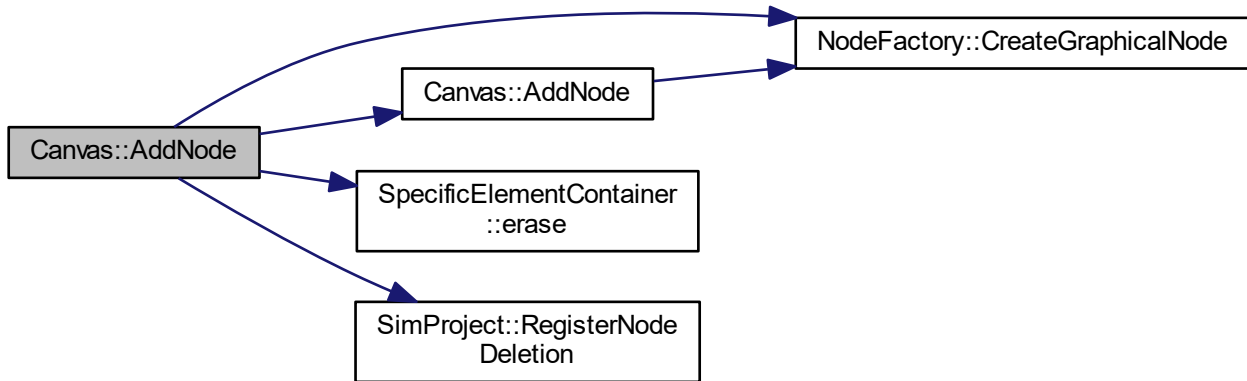 NodeFactory::CreateGraphicalNode
Canvas::AddNode
Canvas::AddNode
SpecificElementContainer
::erase
SimProject::RegisterNode
Deletion